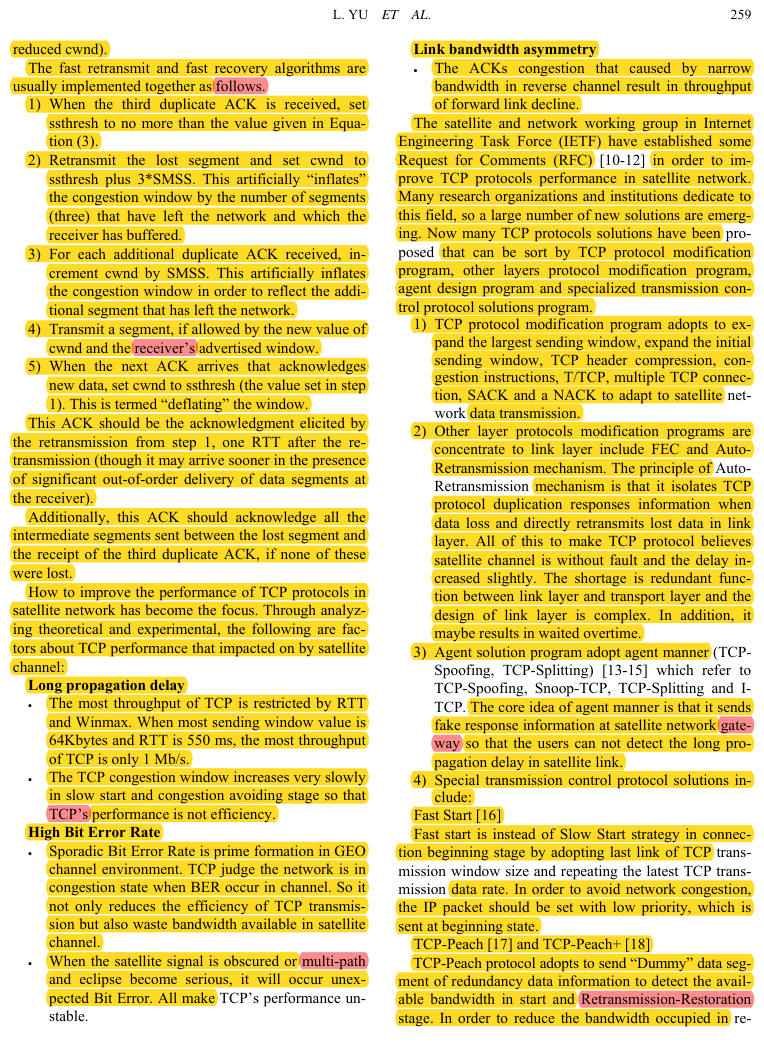 L. YU ET AL.
259
reduced cwnd).
The fast retransmit and fast recovery algorithms are
usually implemented together as follows.
1) When the third duplicate ACK is received, set
ssthresh to no more than the value given in Equa-
tion (3).
2) Retransmit the lost segment and set cwnd to
ssthresh plus 3*SMSS. This artificially “inflates”
the congestion window by the number of segments
(three) that have left the network and which the
receiver has buffered.
3) For each additional duplicate ACK received, in-
crement cwnd by SMSS. This artificially inflates
the congestion window in order to reflect the addi-
tional segment that has left the network.
4) Transmit a segment, if allowed by the new value of
cwnd and the receiver’s advertised window.
5) When the next ACK arrives that acknowledges
new data, set cwnd to ssthresh (the value set in step
1). This is termed “deflating” the window.
This ACK should be the acknowledgment elicited by
the retransmission from step 1, one RTT after the re-
transmission (though it may arrive sooner in the presence
of significant out-of-order delivery of data segments at
the receiver).
Additionally, this ACK should acknowledge all the
intermediate segments sent between the lost segment and
the receipt of the third duplicate ACK, if none of these
were lost.
How to improve the performance of TCP protocols in
satellite network has become the focus. Through analyz-
ing theoretical and experimental, the following are fac-
tors about TCP performance that impacted on by satellite
channel:
Long propagation delay
• The most throughput of TCP is restricted by RTT
and Winmax. When most sending window value is
64Kbytes and RTT is 550 ms, the most throughput
of TCP is only 1 Mb/s.
• The TCP congestion window increases very slowly
in slow start and congestion avoiding stage so that
TCP’s performance is not efficiency.
High Bit Error Rate
• Sporadic Bit Error Rate is prime formation in GEO
channel environment. TCP judge the network is in
congestion state when BER occur in channel. So it
not only reduces the efficiency of TCP transmis-
sion but also waste bandwidth available in satellite
channel.
• When the satellite signal is obscured or multi-path
and eclipse become serious, it will occur unex-
pected Bit Error. All make TCP’s performance un-
stable.
Link bandwidth asymmetry
• The ACKs congestion that caused by narrow
bandwidth in reverse channel result in throughput
of forward link decline.
The satellite and network working group in Internet
Engineering Task Force (IETF) have established some
Request for Comments (RFC) [10-12] in order to im-
prove TCP protocols performance in satellite network.
Many research organizations and institutions dedicate to
this field, so a large number of new solutions are emerg-
ing. Now many TCP protocols solutions have been pro-
posed that can be sort by TCP protocol modification
program, other layers protocol modification program,
agent design program and specialized transmission con-
trol protocol solutions program.
1) TCP protocol modification program adopts to ex-
pand the largest sending window, expand the initial
sending window, TCP header compression, con-
gestion instructions, T/TCP, multiple TCP connec-
tion, SACK and a NACK to adapt to satellite net-
work data transmission.
2) Other layer protocols modification programs are
concentrate to link layer include FEC and Auto-
Retransmission mechanism. The principle of Auto-
Retransmission mechanism is that it isolates TCP
protocol duplication responses information when
data loss and directly retransmits lost data in link
layer. All of this to make TCP protocol believes
satellite channel is without fault and the delay in-
creased slightly. The shortage is redundant func-
tion between link layer and transport layer and the
design of link layer is complex. In addition, it
maybe results in waited overtime.
3) Agent solution program adopt agent manner (TCP-
Spoofing, TCP-Splitting) [13-15] which refer to
TCP-Spoofing, Snoop-TCP, TCP-Splitting and I-
TCP. The core idea of agent manner is that it sends
fake response information at satellite network gate-
way so that the users can not detect the long pro-
pagation delay in satellite link.
4) Special transmission control protocol solutions in-
clude:
Fast Start [16]
Fast start is instead of Slow Start strategy in connec-
tion beginning stage by adopting last link of TCP trans-
mission window size and repeating the latest TCP trans-
mission data rate. In order to avoid network congestion,
the IP packet should be set with low priority, which is
sent at beginning state.
TCP-Peach [17] and TCP-Peach+ [18]
TCP-Peach protocol adopts to send “Dummy” data seg-
ment of redundancy data information to detect the avail-
able bandwidth in start and Retransmission-Restoration
stage. In order to reduce the bandwidth occupied in re-